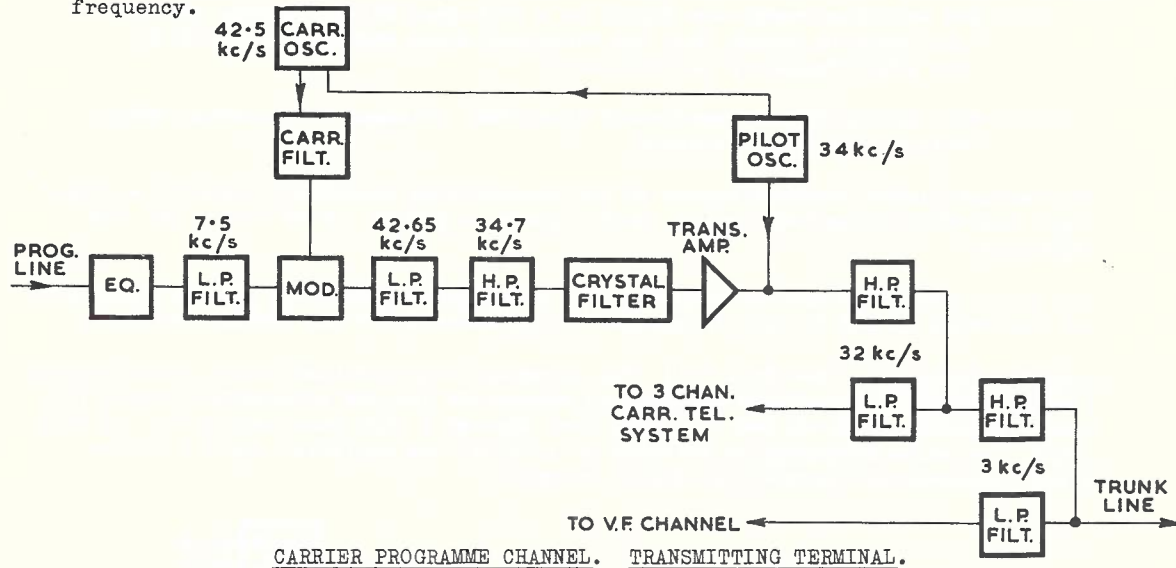 frequency.
42·5
kc/s
CARR.
OSC.
CARR.
FILT.
PILOT
OSC.
34kc/s
PROG.
LINE
EQ.
7·5
kc/s
L.P.
FILT.
MOD.
42·65
kc/s
L.P.
FILT.
34·7
kc/s
H.P.
FILT.
CRYSTAL
FILTER
TRANS.
AMP.
H.P.
FILT.
32 kc/s
TO 3 CHAN.
CARR. TEL.
SYSTEM
L.P.
FILT.
H.P.
FILT.
3 kc/s
TO V.F. CHANNEL
L.P.
FILT.
TRUNK
LINE
CARRIER PROGRAMME CHANNEL. TRANSMITTING TERMINAL.